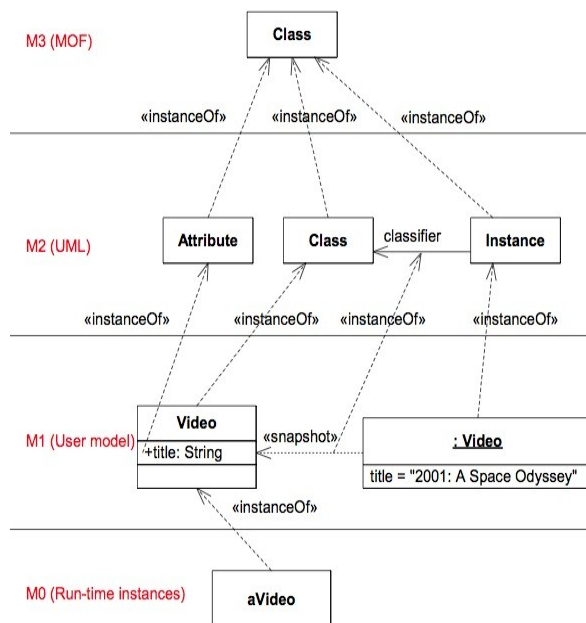 M3 (MOF)
Class
«instanceOf» «instanceOf» «instanceOf»
M2 (UML)
Attribute
Class
classifier
Instance
«instanceOf» «instanceOf» «instanceOf» «instanceOf»
M1 (User model)
Video
+title: String
«snapshot»
: Video
title = "2001: A Space Odyssey"
«instanceOf»
M0 (Run-time instances)
aVideo